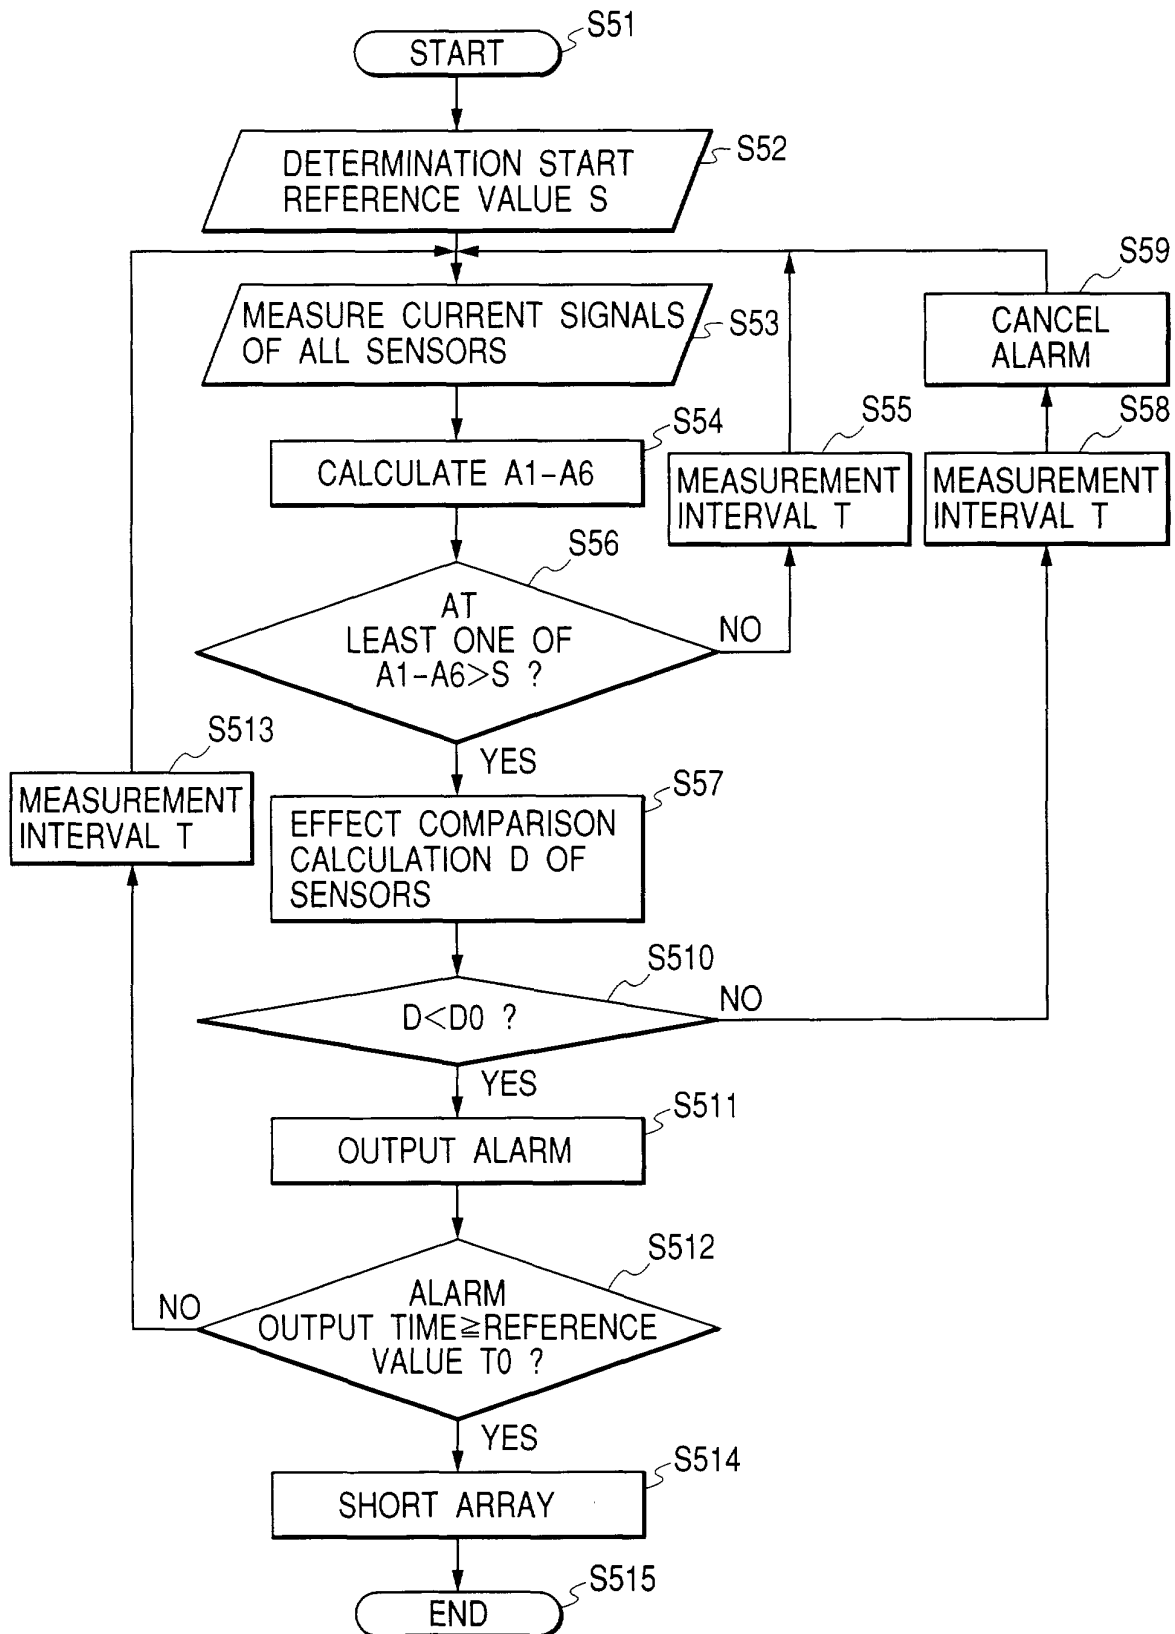 S51
START
S52
DETERMINATION START
REFERENCE VALUE S
S53
MEASURE CURRENT SIGNALS
OF ALL SENSORS
S59
CANCEL
ALARM
S54
CALCULATE A1-A6
S55
MEASUREMENT
INTERVAL T
S58
MEASUREMENT
INTERVAL T
S56
AT
LEAST ONE OF
A1-A6>S ?
NO
YES
S513
MEASUREMENT
INTERVAL T
S57
EFFECT COMPARISON
CALCULATION D OF
SENSORS
S510
D<D0 ?
NO
YES
S511
OUTPUT ALARM
S512
ALARM
OUTPUT TIME≧REFERENCE
VALUE T0 ?
NO
YES
S514
SHORT ARRAY
S515
END